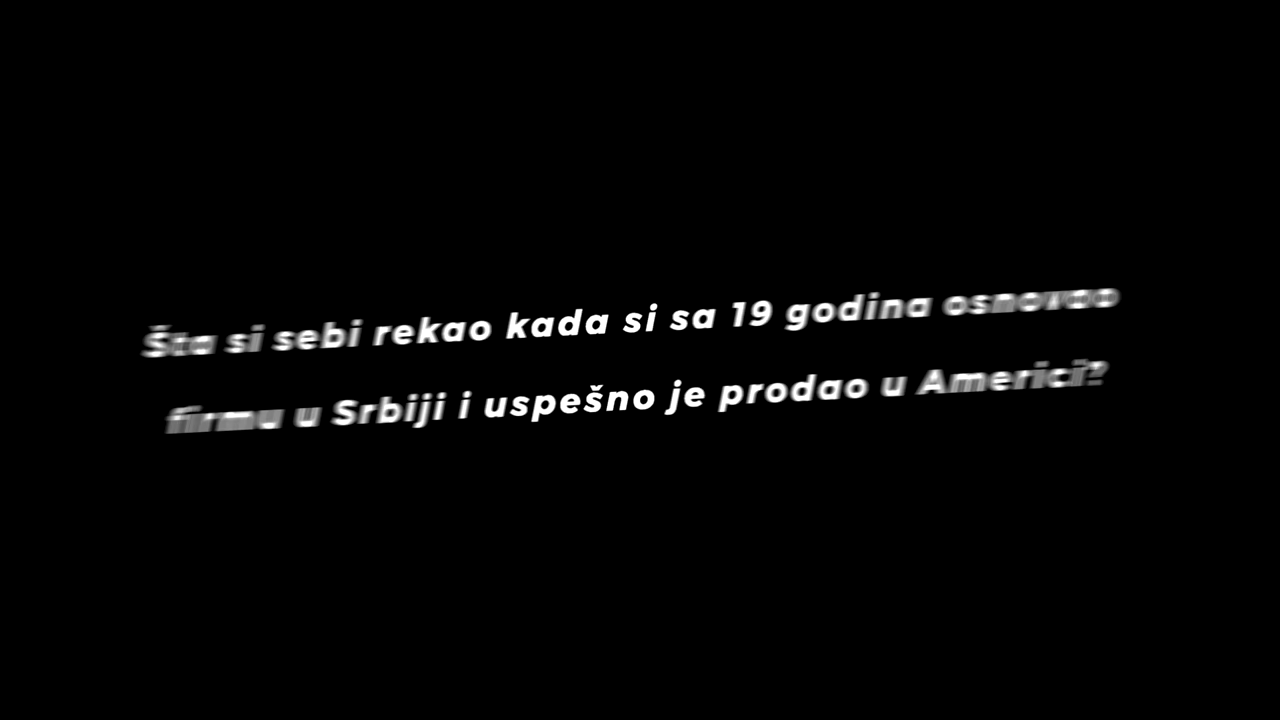 Šta si sebi rekao kada si sa 19 godina osnovao
firmu u Srbiji i uspešno je prodao u Americi?